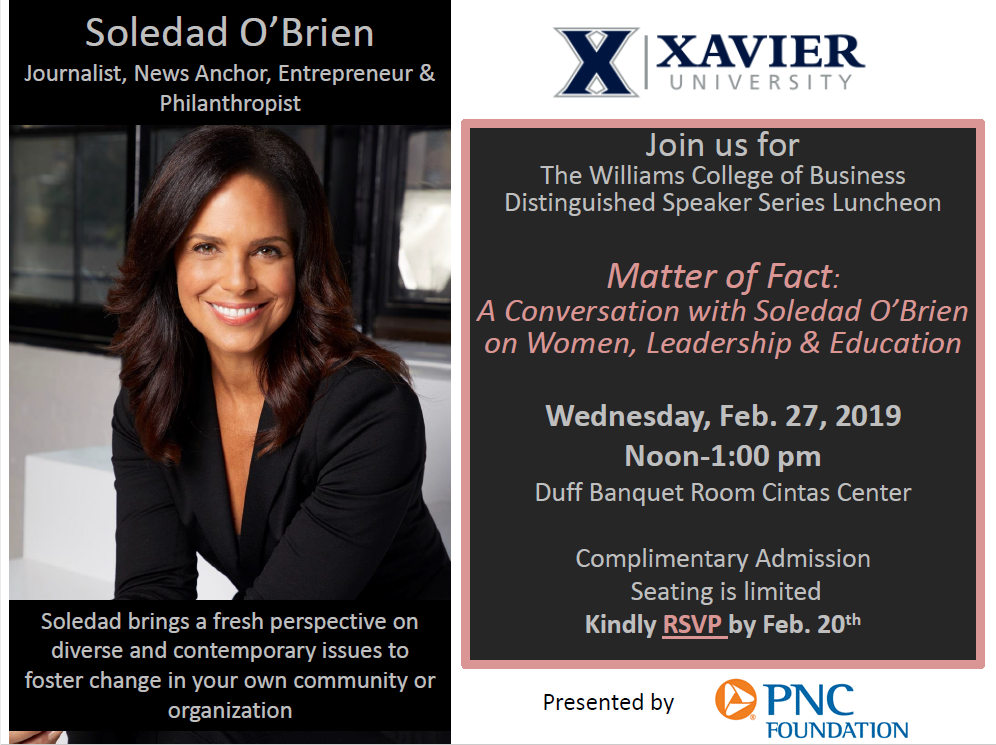 Soledad O’Brien
Journalist, News Anchor, Entrepreneur &
Philanthropist
Soledad brings a fresh perspective on
diverse and contemporary issues to
foster change in your own community or
organization
X
XAVIER
UNIVERSITY
Join us for
The Williams College of Business
Distinguished Speaker Series Luncheon
Matter of Fact:
A Conversation with Soledad O’Brien
on Women, Leadership & Education
Wednesday, Feb. 27, 2019
Noon-1:00 pm
Duff Banquet Room Cintas Center
Complimentary Admission
Seating is limited
Kindly RSVP by Feb. 20th
Presented by
PNC
FOUNDATION
®